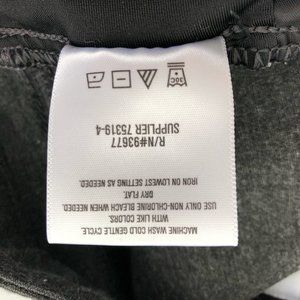 MACHINE WASH COLD GENTLE CYCLE.
WITH LIKE COLORS.
USE ONLY NON-CHLORINE BLEACH WHEN NEEDED.
DRY FLAT.
IRON ON LOWEST SETTING AS NEEDED.
R/N#93677
SUPPLIER 75319-4
30C